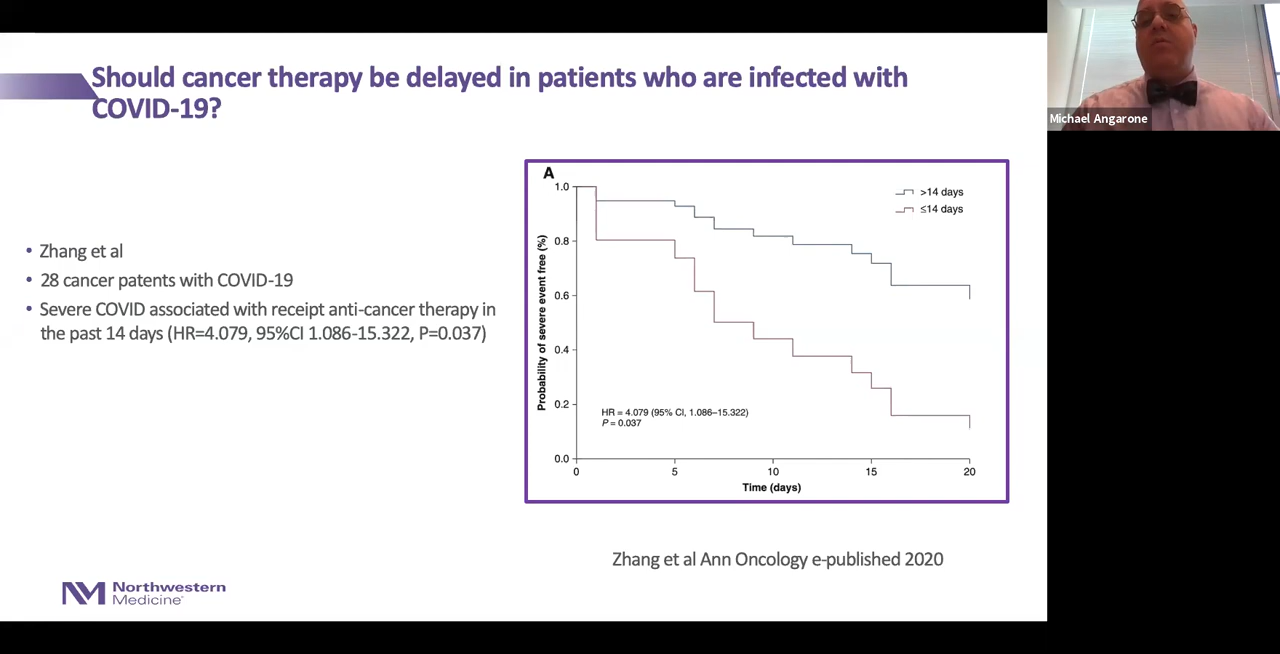 Should cancer therapy be delayed in patients who are infected with
COVID-19?
Michael Angarone
• Zhang et al
• 28 cancer patents with COVID-19
• Severe COVID associated with receipt anti-cancer therapy in
the past 14 days (HR=4.079, 95%CI 1.086-15.322, P=0.037)
A
>14 days
≤14 days
Probability of severe event free (%)
1.0
0.8
0.6
0.4
0.2
0.0
HR = 4.079 (95% CI, 1.086–15.322)
P = 0.037
0 5 10 15 20
Time (days)
Zhang et al Ann Oncology e-published 2020
NM Northwestern
Medicine